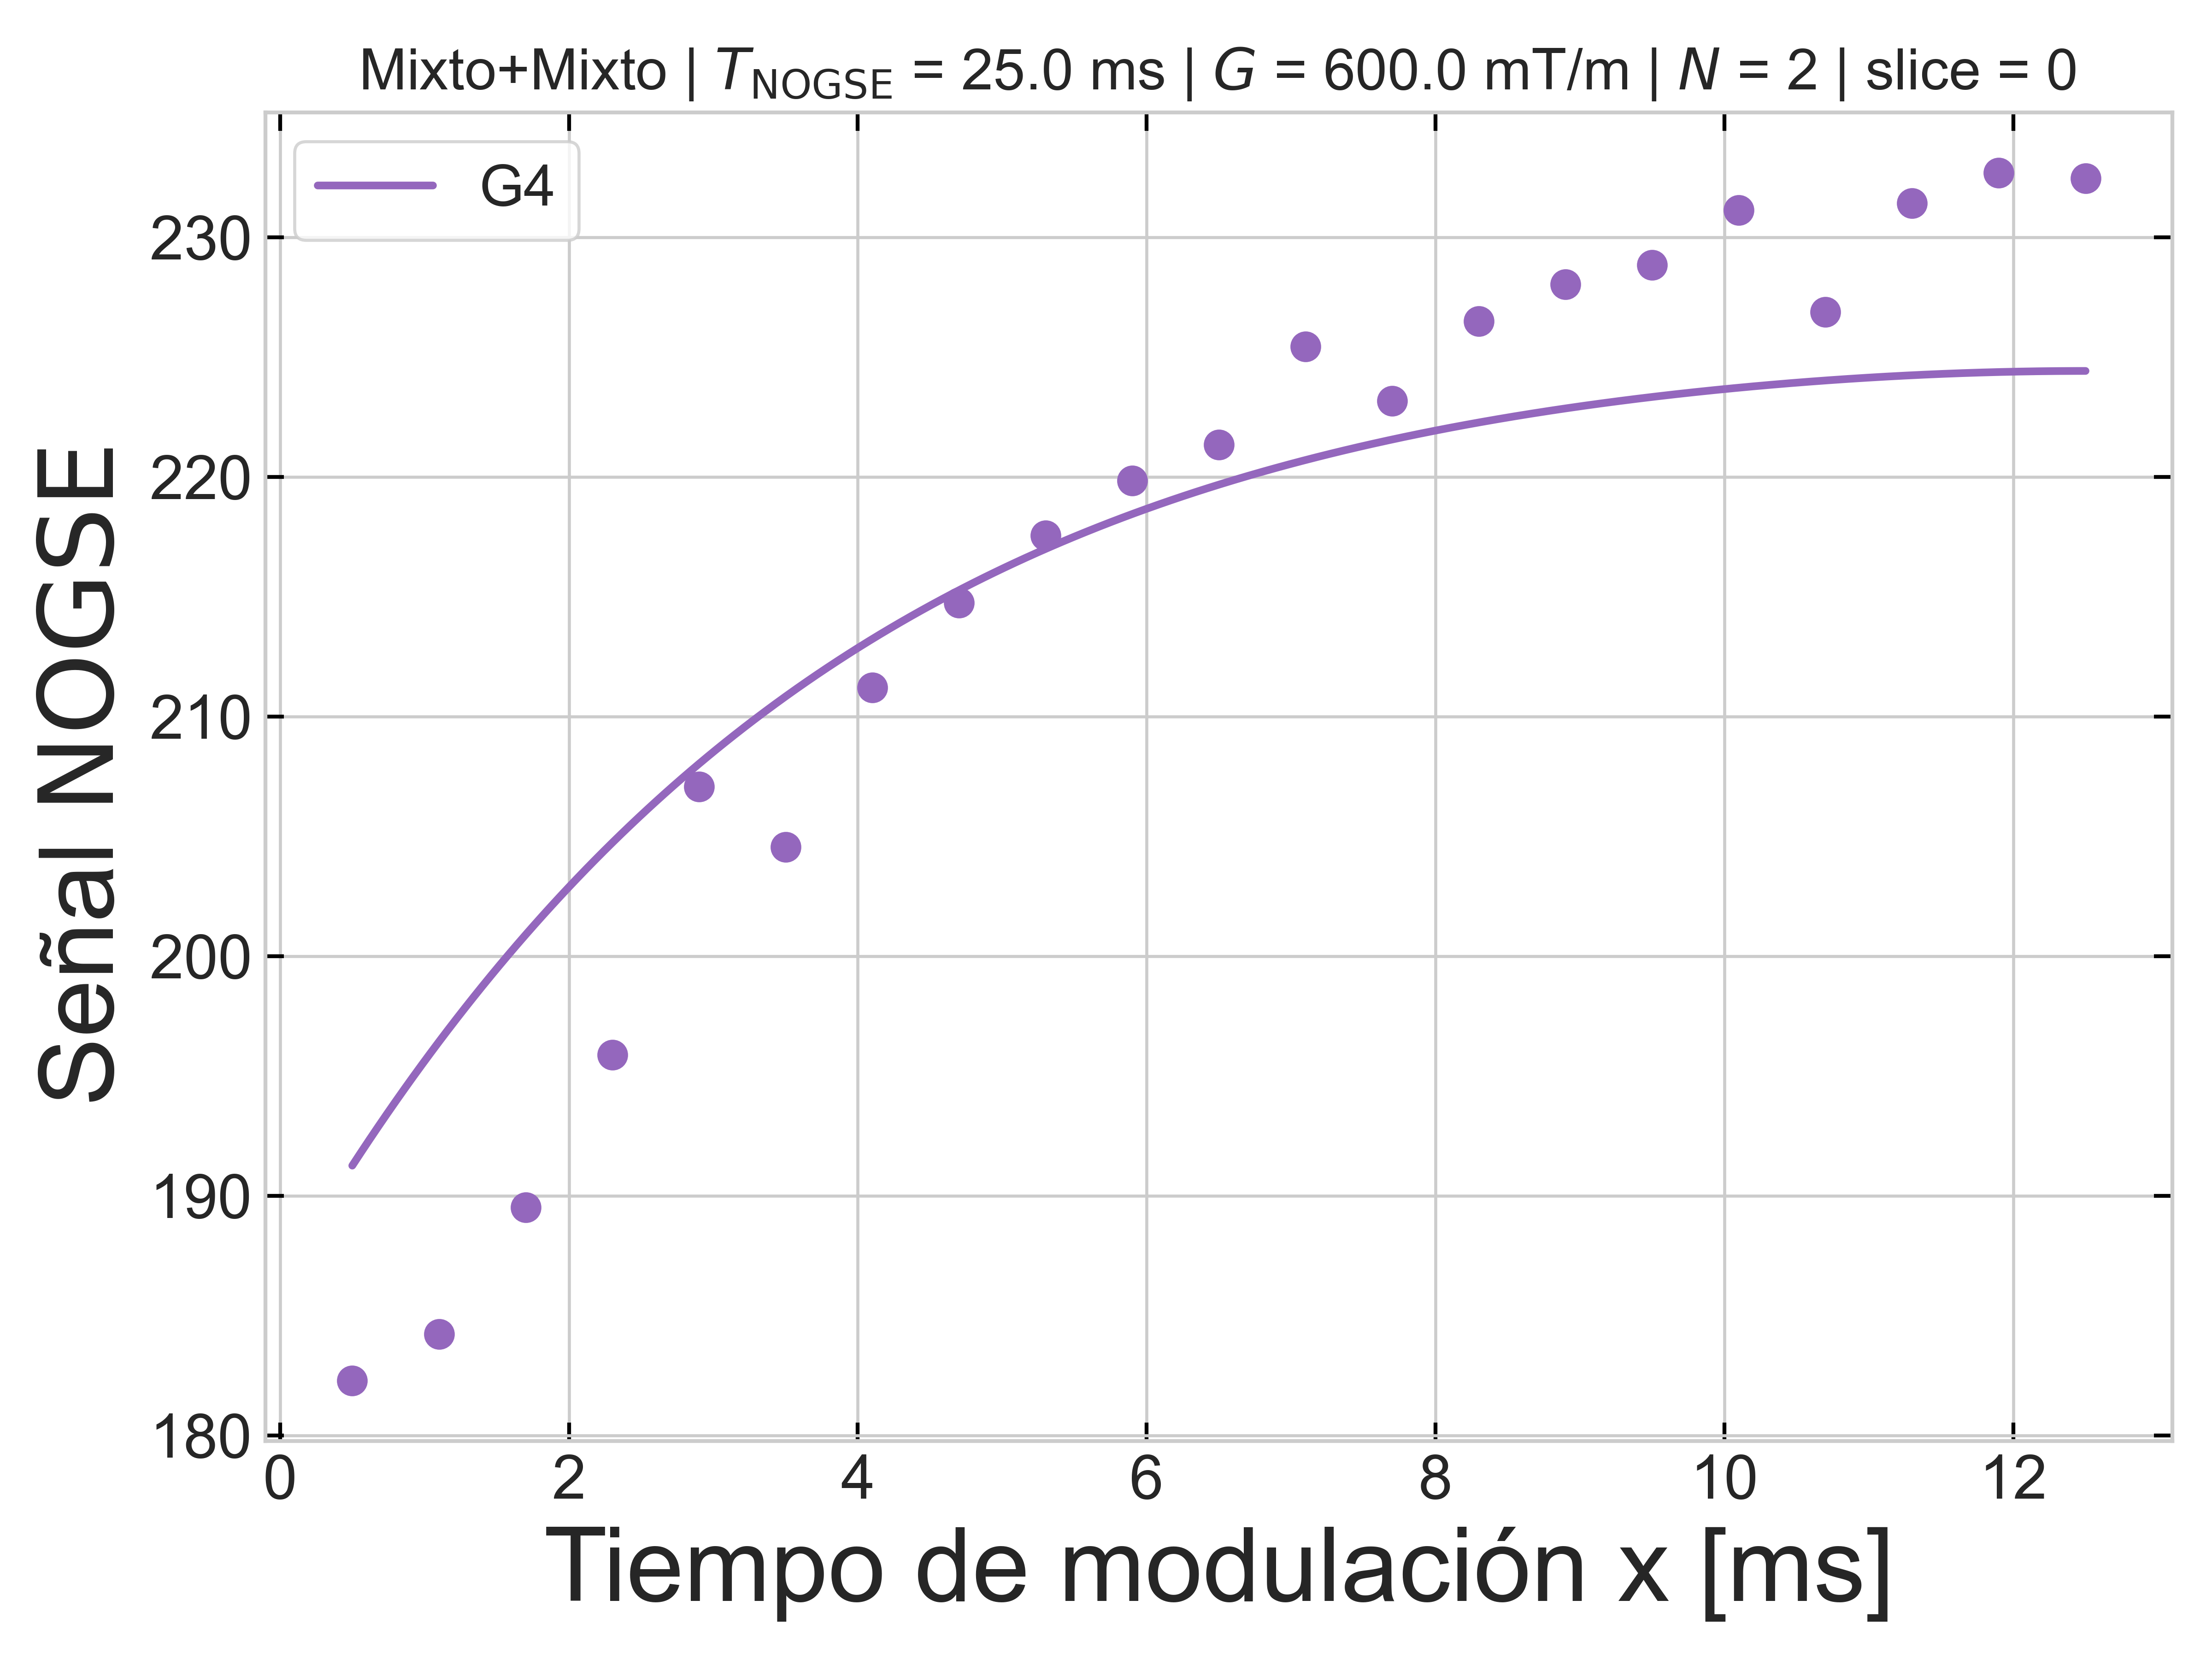 Mixto+Mixto | T_NOGSE = 25.0 ms | G = 600.0 mT/m | N = 2 | slice = 0
G4
Señal NOGSE
230
220
210
200
190
180
0 2 4 6 8 10 12
Tiempo de modulación x [ms]